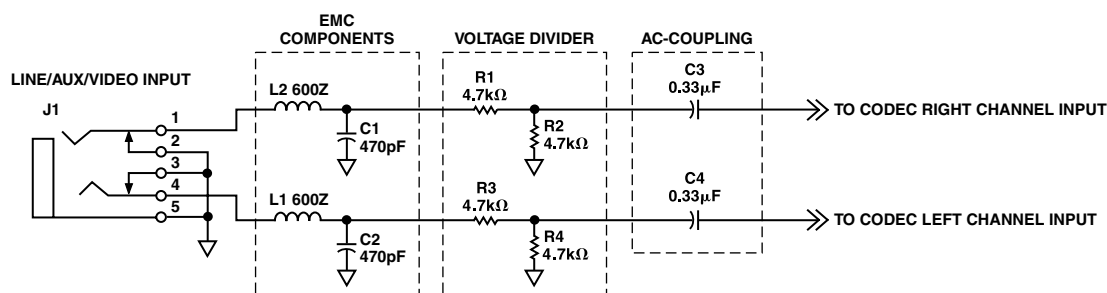 EMC
COMPONENTS
VOLTAGE DIVIDER
AC-COUPLING
LINE/AUX/VIDEO INPUT
J1
1
2
3
4
5
L2 600Z
C1
470pF
R1
4.7kΩ
R2
4.7kΩ
C3
0.33μF
TO CODEC RIGHT CHANNEL INPUT
L1 600Z
C2
470pF
R3
4.7kΩ
R4
4.7kΩ
C4
0.33μF
TO CODEC LEFT CHANNEL INPUT